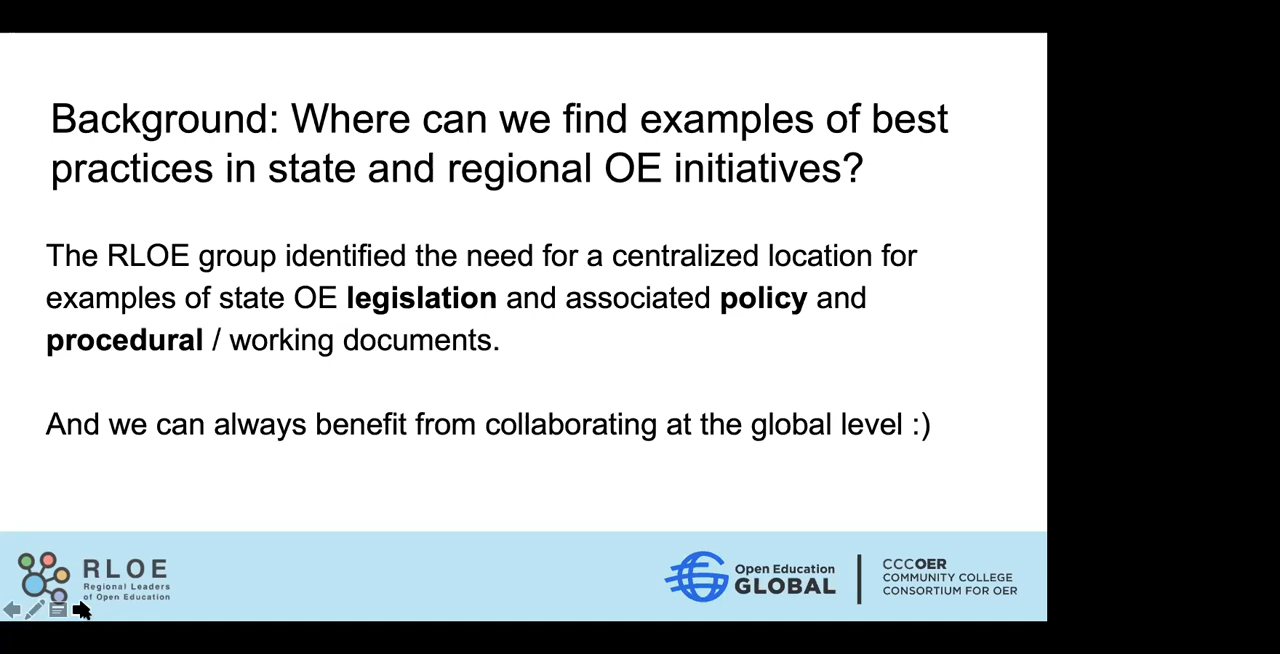 Background: Where can we find examples of best
practices in state and regional OE initiatives?
The RLOE group identified the need for a centralized location for
examples of state OE legislation and associated policy and
procedural / working documents.
And we can always benefit from collaborating at the global level :)
RLOE
Regional Leaders
of Open Education
Open Education
GLOBAL
CCCOER
COMMUNITY COLLEGE
CONSORTIUM FOR OER